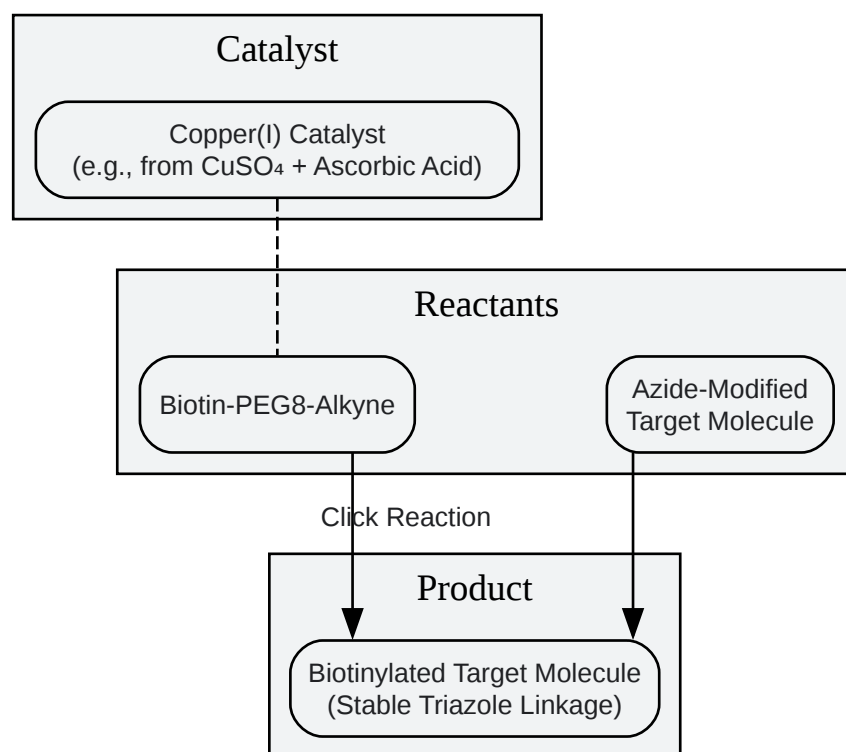 Catalyst
Copper(I) Catalyst
(e.g., from CuSO₄ + Ascorbic Acid)
Reactants
Biotin-PEG8-Alkyne
Azide-Modified
Target Molecule
Click Reaction
Product
Biotinylated Target Molecule
(Stable Triazole Linkage)